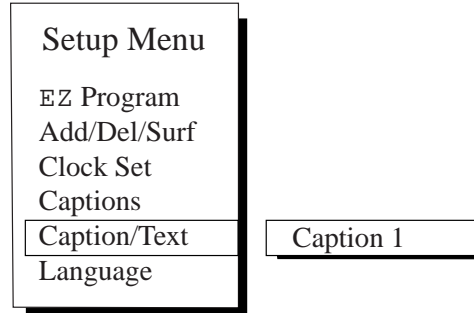 Setup Menu
EZ Program
Add/Del/Surf
Clock Set
Captions
Caption/Text
Caption 1
Language